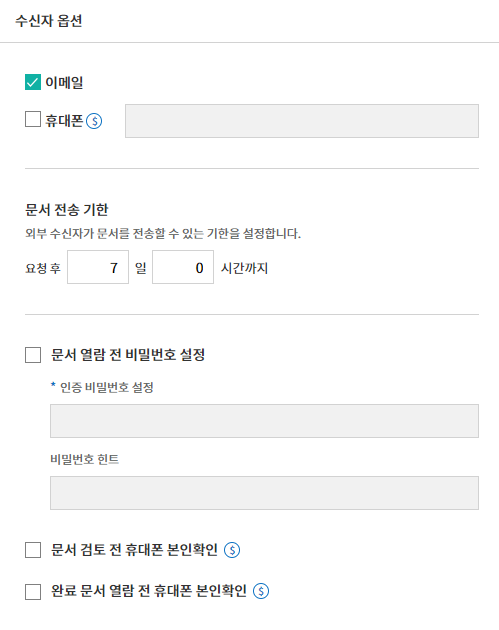 수신자 옵션
이메일
휴대폰 $
문서 전송 기한
외부 수신자가 문서를 전송할 수 있는 기한을 설정합니다.
요청 후 7 일 0 시간까지
문서 열람 전 비밀번호 설정
* 인증 비밀번호 설정
비밀번호 힌트
문서 검토 전 휴대폰 본인확인 $
완료 문서 열람 전 휴대폰 본인확인 $